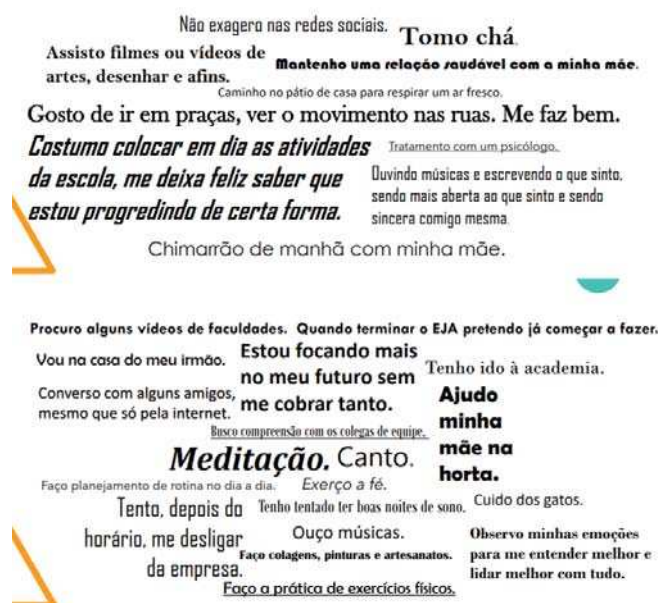 Não exagero nas redes sociais.
Tomo chá.
Assisto filmes ou vídeos de
artes, desenhar e afins.
Mantenho uma relação saudável com a minha mãe.
Caminho no pátio de casa para respirar um ar fresco.
Gosto de ir em praças, ver o movimento nas ruas. Me faz bem.
Costumo colocar em dia as atividades
da escola, me deixa feliz saber que
estou progredindo de certa forma.
Tratamento com um psicólogo.
Ouvindo músicas e escrevendo o que sinto,
sendo mais aberta ao que sinto e sendo
sincera comigo mesma.
Chimarrão de manhã com minha mãe.
Procuro alguns vídeos de faculdades. Quando terminar o EJA pretendo já começar a fazer.
Vou na casa do meu irmão.
Estou focando mais
no meu futuro sem
me cobrar tanto.
Tenho ido à academia.
Converso com alguns amigos,
mesmo que só pela internet.
Ajudo
minha
mãe na
horta.
Busco compreensão com os colegas de equipe.
Meditação.
Canto.
Faço planejamento de rotina no dia a dia.
Exerço a fé.
Tento, depois do
horário, me desligar
da empresa.
Tenho tentado ter boas noites de sono.
Cuido dos gatos.
Ouço músicas.
Faço colagens, pinturas e artesanatos.
Observo minhas emoções
para me entender melhor e
lidar melhor com tudo.
Faço a prática de exercícios físicos.